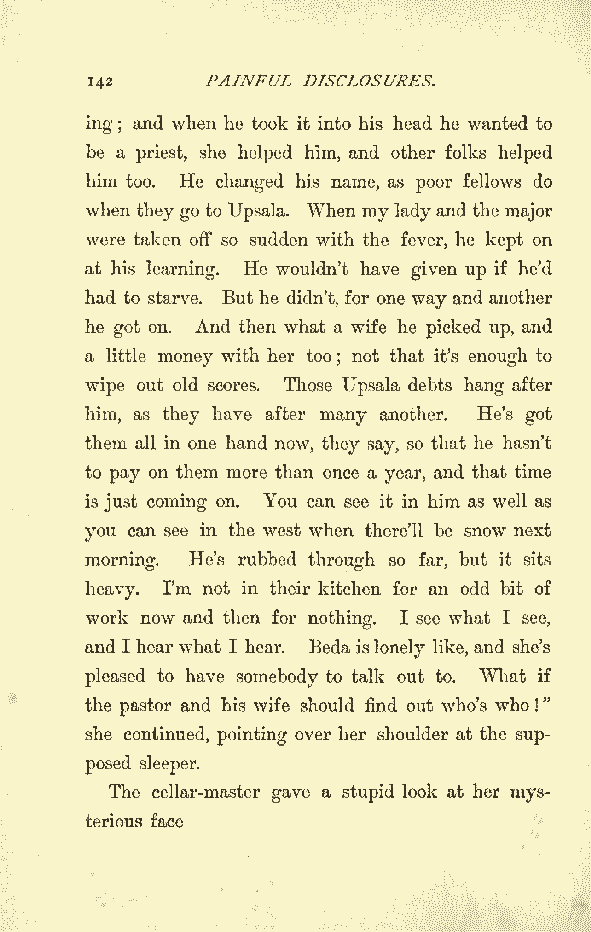 142 PAINFUL DISCLOSURES.
ing; and when he took it into his head he wanted to
be a priest, she helped him, and other folks helped
him too. He changed his name, as poor fellows do
when they go to Upsala. When my lady and the major
were taken off so sudden with the fever, he kept on
at his learning. He wouldn't have given up if he'd
had to starve. But he didn't, for one way and another
he got on. And then what a wife he picked up, and
a little money with her too; not that it's enough to
wipe out old scores. Those Upsala debts hang after
him, as they have after many another. He's got
them all in one hand now, they say, so that he hasn't
to pay on them more than once a year, and that time
is just coming on. You can see it in him as well as
you can see in the west when there'll be snow next
morning. He's rubbed through so far, but it sits
heavy. I'm not in their kitchen for an odd bit of
work now and then for nothing. I see what I see,
and I hear what I hear. Beda is lonely like, and she's
pleased to have somebody to talk out to. What if
the pastor and his wife should find out who's who!"
she continued, pointing over her shoulder at the sup-
posed sleeper.
The cellar-master gave a stupid look at her mys-
terious face